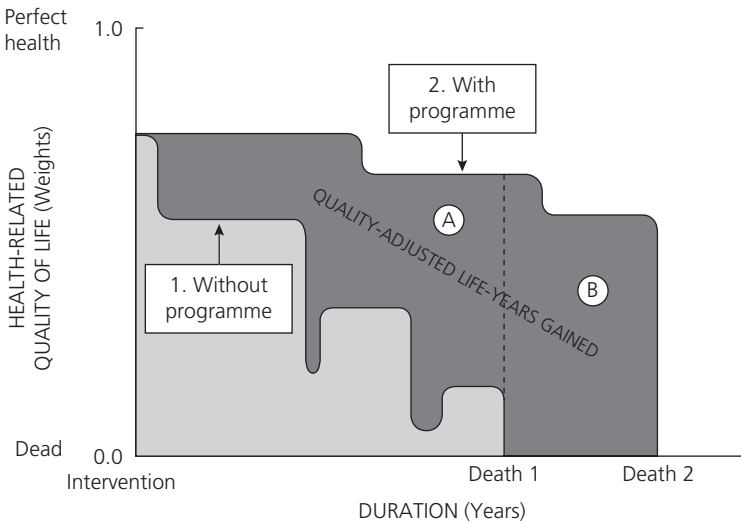 Perfect
health
1.0
HEALTH-RELATED
QUALITY OF LIFE (Weights)
2. With
programme
QUALITY-ADJUSTED LIFE-YEARS GAINED
A
1. Without
programme
B
Dead
0.0
Intervention
Death 1
Death 2
DURATION (Years)